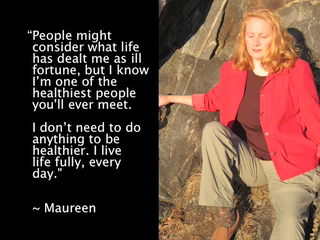 “People might
consider what life
has dealt me as ill
fortune, but I know
I’m one of the
healthiest people
you'll ever meet.
I don’t need to do
anything to be
healthier. I live
life fully, every
day."
~ Maureen